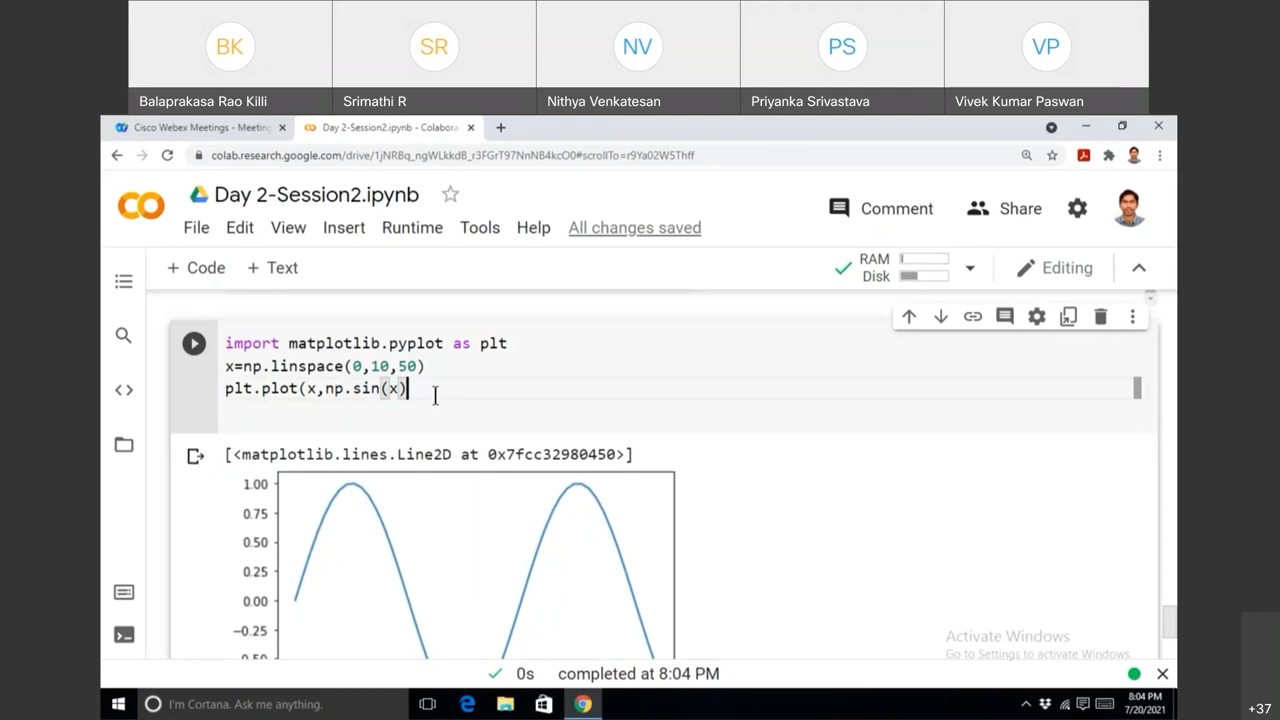 BK
SR
NV
PS
VP
Balaprakasa Rao Killi
Srimathi R
Nithya Venkatesan
Priyanka Srivastava
Vivek Kumar Paswan
Cisco Webex Meetings - Meeting
Day 2-Session2.ipynb - Colabora
colab.research.google.com/drive/1jNRBq_ngWLkkdB_r3FGrT97NnNB4kcO0#scrollTo=r9Ya02W5Thff
Day 2-Session2.ipynb
Comment
Share
File Edit View Insert Runtime Tools Help All changes saved
+ Code + Text
RAM
Disk
Editing
import matplotlib.pyplot as plt
x=np.linspace(0,10,50)
plt.plot(x,np.sin(x)
[<matplotlib.lines.Line2D at 0x7fcc32980450>]
1.00
0.75
0.50
0.25
0.00
−0.25
Activate Windows
Go to Settings to activate Windows.
0s completed at 8:04 PM
I'm Cortana. Ask me anything.
8:04 PM
7/20/2021
+37